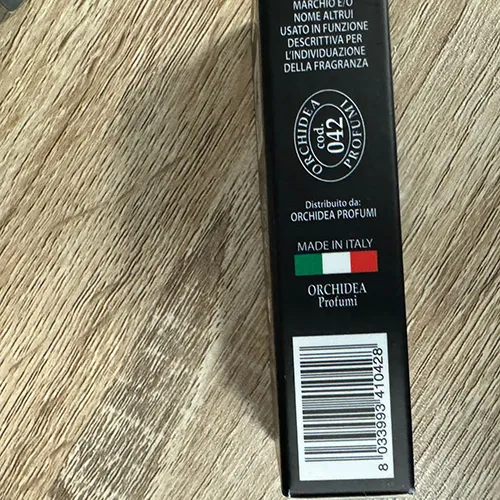 MARCHIO E/O
NOME ALTRUI
USATO IN FUNZIONE
DESCRITTIVA PER
L'INDIVIDUAZIONE
DELLA FRAGRANZA
ORCHIDEA
cod.
042
PROFUMI
Distribuito da:
ORCHIDEA PROFUMI
MADE IN ITALY
ORCHIDEA
Profumi
8 033993 410428